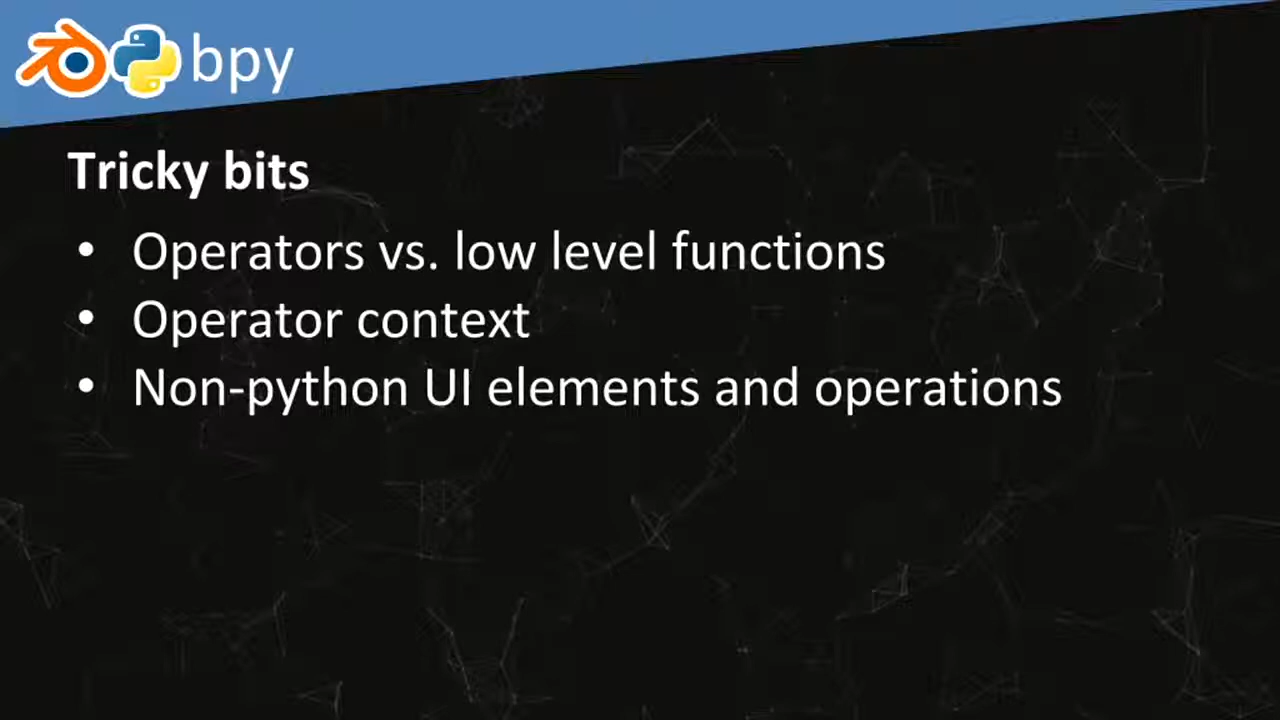 bpy
Tricky bits
• Operators vs. low level functions
• Operator context
• Non-python UI elements and operations